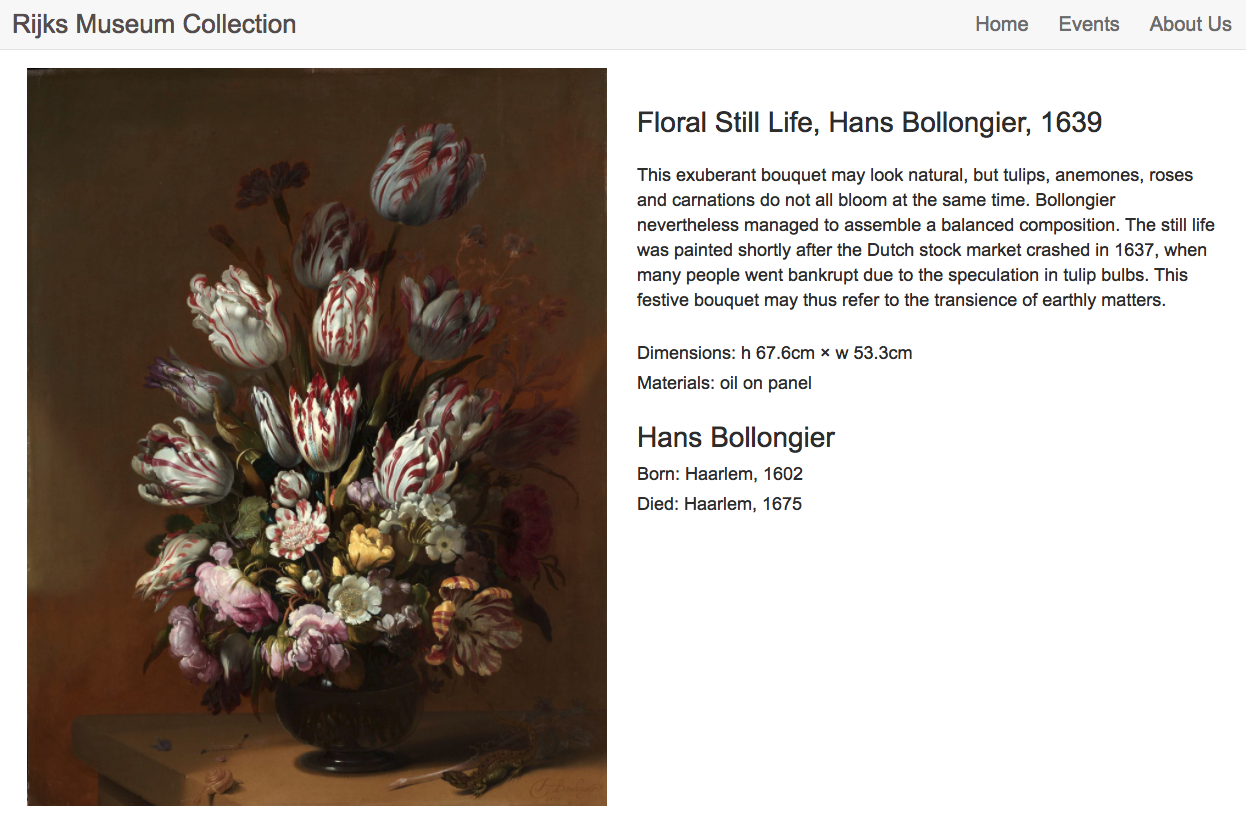 Rijks Museum Collection
Home Events About Us
Floral Still Life, Hans Bollongier, 1639
This exuberant bouquet may look natural, but tulips, anemones, roses
and carnations do not all bloom at the same time. Bollongier
nevertheless managed to assemble a balanced composition. The still life
was painted shortly after the Dutch stock market crashed in 1637, when
many people went bankrupt due to the speculation in tulip bulbs. This
festive bouquet may thus refer to the transience of earthly matters.
Dimensions: h 67.6cm × w 53.3cm
Materials: oil on panel
Hans Bollongier
Born: Haarlem, 1602
Died: Haarlem, 1675